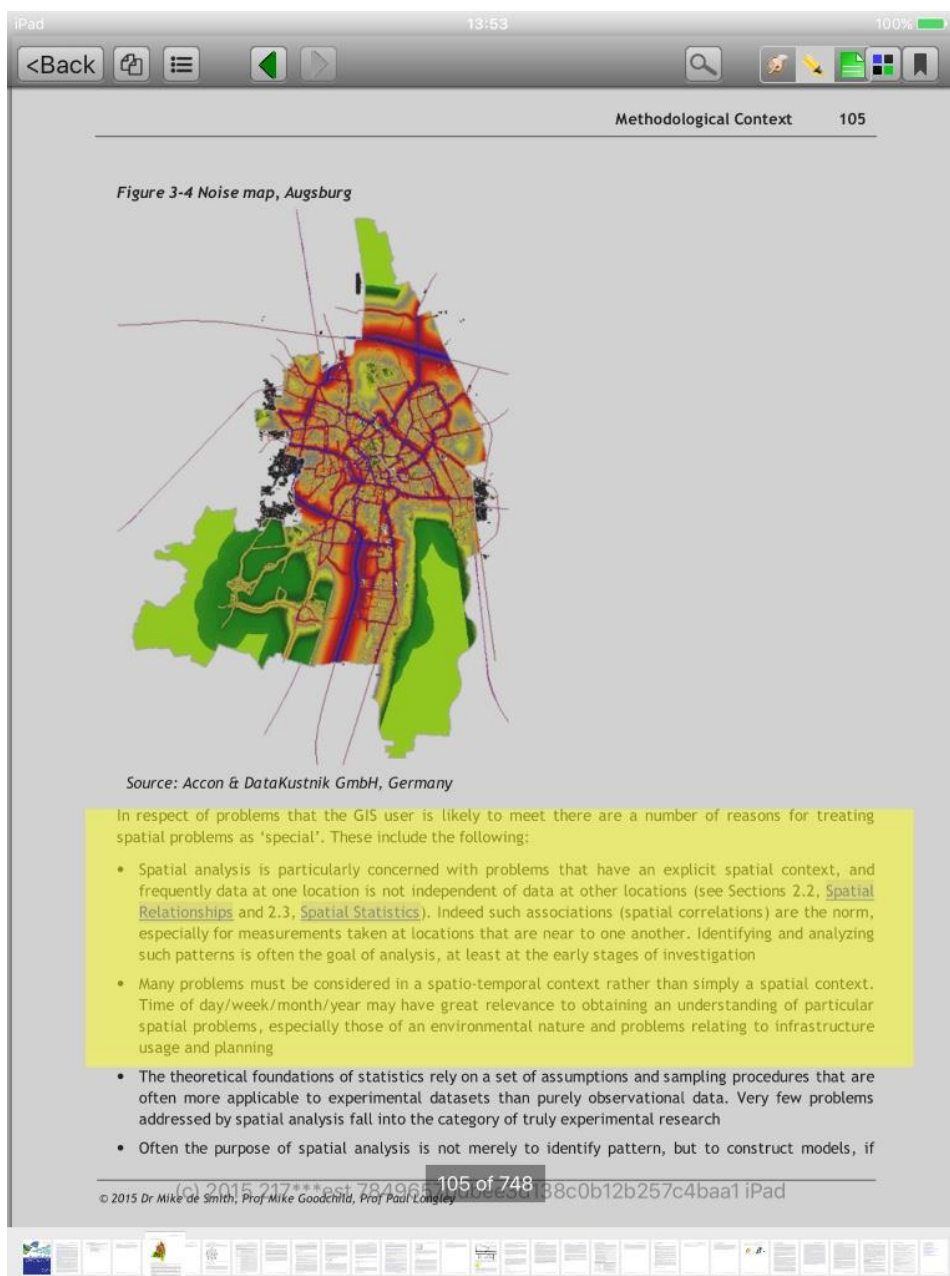 iPad 13:53 100%
<Back
Methodological Context 105
Figure 3-4 Noise map, Augsburg
Source: Accon & DataKustnik GmbH, Germany
In respect of problems that the GIS user is likely to meet there are a number of reasons for treating
spatial problems as ‘special’. These include the following:
• Spatial analysis is particularly concerned with problems that have an explicit spatial context, and
frequently data at one location is not independent of data at other locations (see Sections 2.2, Spatial
Relationships and 2.3, Spatial Statistics). Indeed such associations (spatial correlations) are the norm,
especially for measurements taken at locations that are near to one another. Identifying and analyzing
such patterns is often the goal of analysis, at least at the early stages of investigation
• Many problems must be considered in a spatio-temporal context rather than simply a spatial context.
Time of day/week/month/year may have great relevance to obtaining an understanding of particular
spatial problems, especially those of an environmental nature and problems relating to infrastructure
usage and planning
• The theoretical foundations of statistics rely on a set of assumptions and sampling procedures that are
often more applicable to experimental datasets than purely observational data. Very few problems
addressed by spatial analysis fall into the category of truly experimental research
• Often the purpose of spatial analysis is not merely to identify pattern, but to construct models, if
105 of 748
© 2015 Dr Mike de Smith, Prof Mike Goodchild, Prof Paul Longley
(c) 2015 217***est iPad